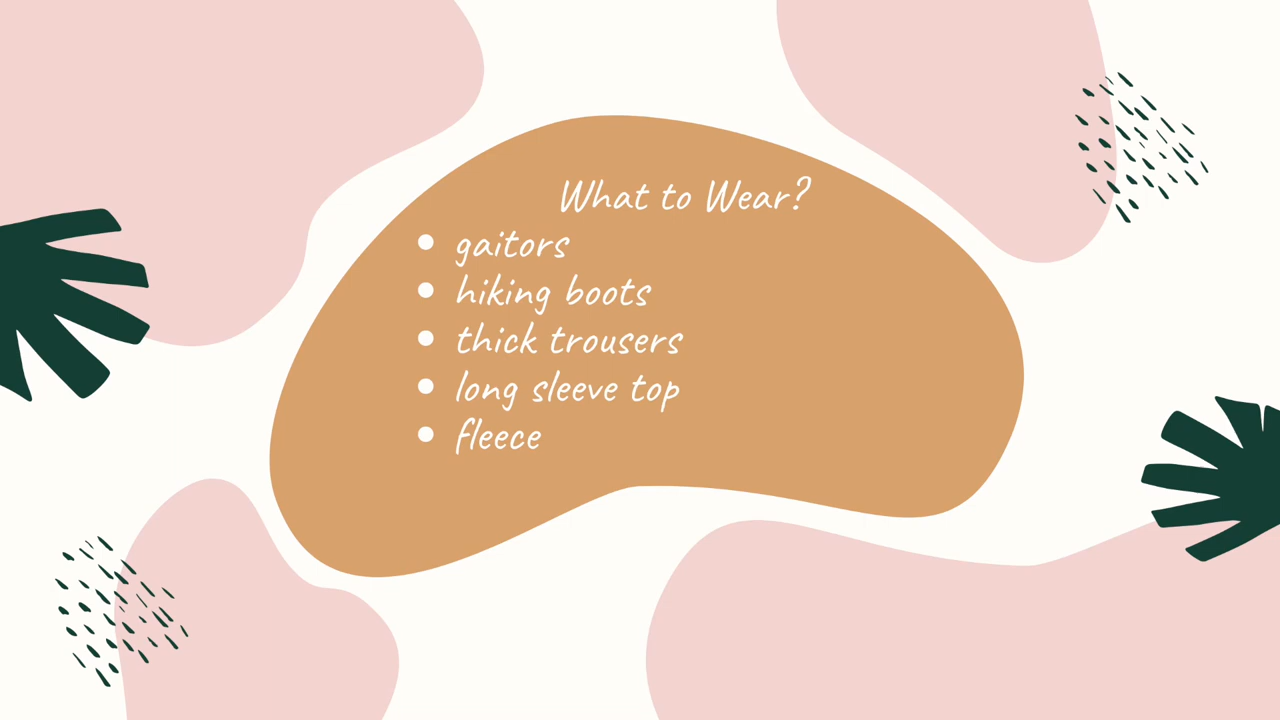 What to Wear?
• gaitors
• hiking boots
• thick trousers
• long sleeve top
• fleece